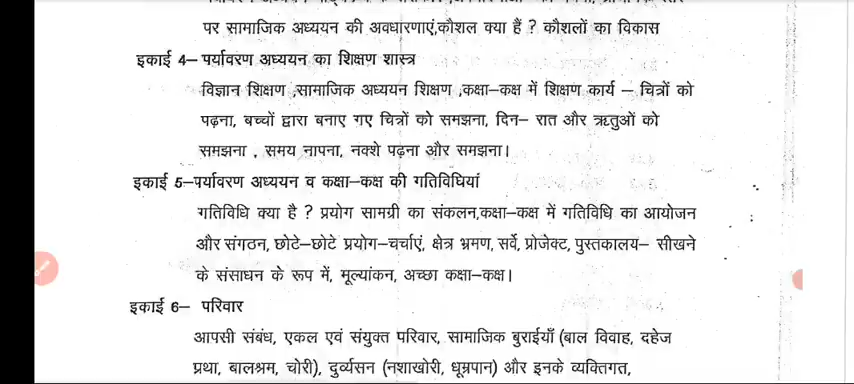 पर सामाजिक अध्ययन की अवधारणाएं,कौशल क्या हैं ? कौशलों का विकास
इकाई 4– पर्यावरण अध्ययन का शिक्षण शास्त्र
विज्ञान शिक्षण ,सामाजिक अध्ययन शिक्षण ,कक्षा–कक्ष में शिक्षण कार्य – चित्रों को
पढ़ना, बच्चों द्वारा बनाए गए चित्रों को समझना, दिन– रात और ऋतुओं को
समझना , समय नापना, नक्शे पढ़ना और समझना।
इकाई 5–पर्यावरण अध्ययन व कक्षा–कक्ष की गतिविधियां
गतिविधि क्या है ? प्रयोग सामग्री का संकलन,कक्षा–कक्ष में गतिविधि का आयोजन
और संगठन, छोटे–छोटे प्रयोग–चर्चाएं, क्षेत्र भ्रमण, सर्वे, प्रोजेक्ट, पुस्तकालय– सीखने
के संसाधन के रूप में, मूल्यांकन, अच्छा कक्षा–कक्ष।
इकाई 6– परिवार
आपसी संबंध, एकल एवं संयुक्त परिवार, सामाजिक बुराईयाँ (बाल विवाह, दहेज
प्रथा, बालश्रम, चोरी), दुर्व्यसन (नशाखोरी, धूम्रपान) और इनके व्यक्तिगत,